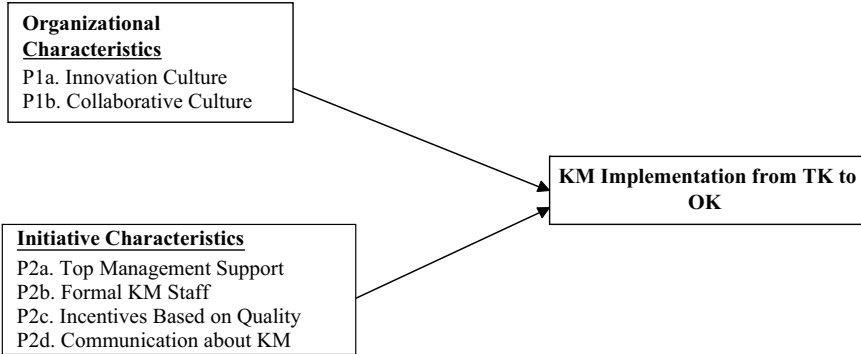 Organizational
Characteristics
P1a. Innovation Culture
P1b. Collaborative Culture
KM Implementation from TK to
OK
Initiative Characteristics
P2a. Top Management Support
P2b. Formal KM Staff
P2c. Incentives Based on Quality
P2d. Communication about KM